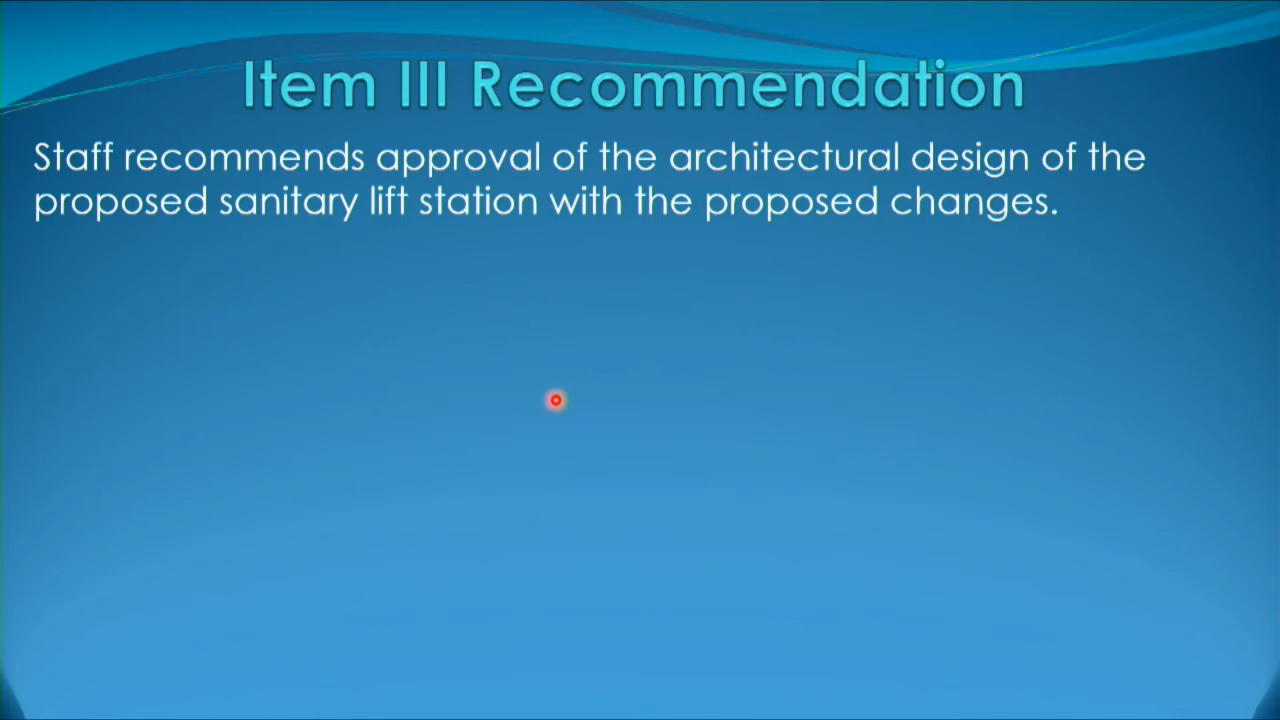 Item III Recommendation
Staff recommends approval of the architectural design of the
proposed sanitary lift station with the proposed changes.